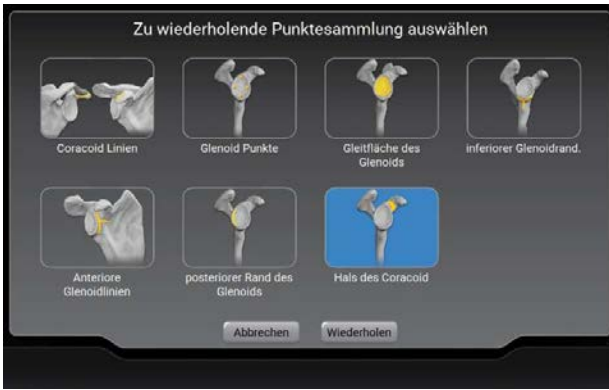 Zu wiederholende Punktesammlung auswählen
Coracoid Linien
Glenoid Punkte
Gleitfläche des
Glenoids
inferiorer Glenoidrand.
Anteriore
Glenoidlinien
posteriorer Rand des
Glenoids
Hals des Coracoid
Abbrechen
Wiederholen